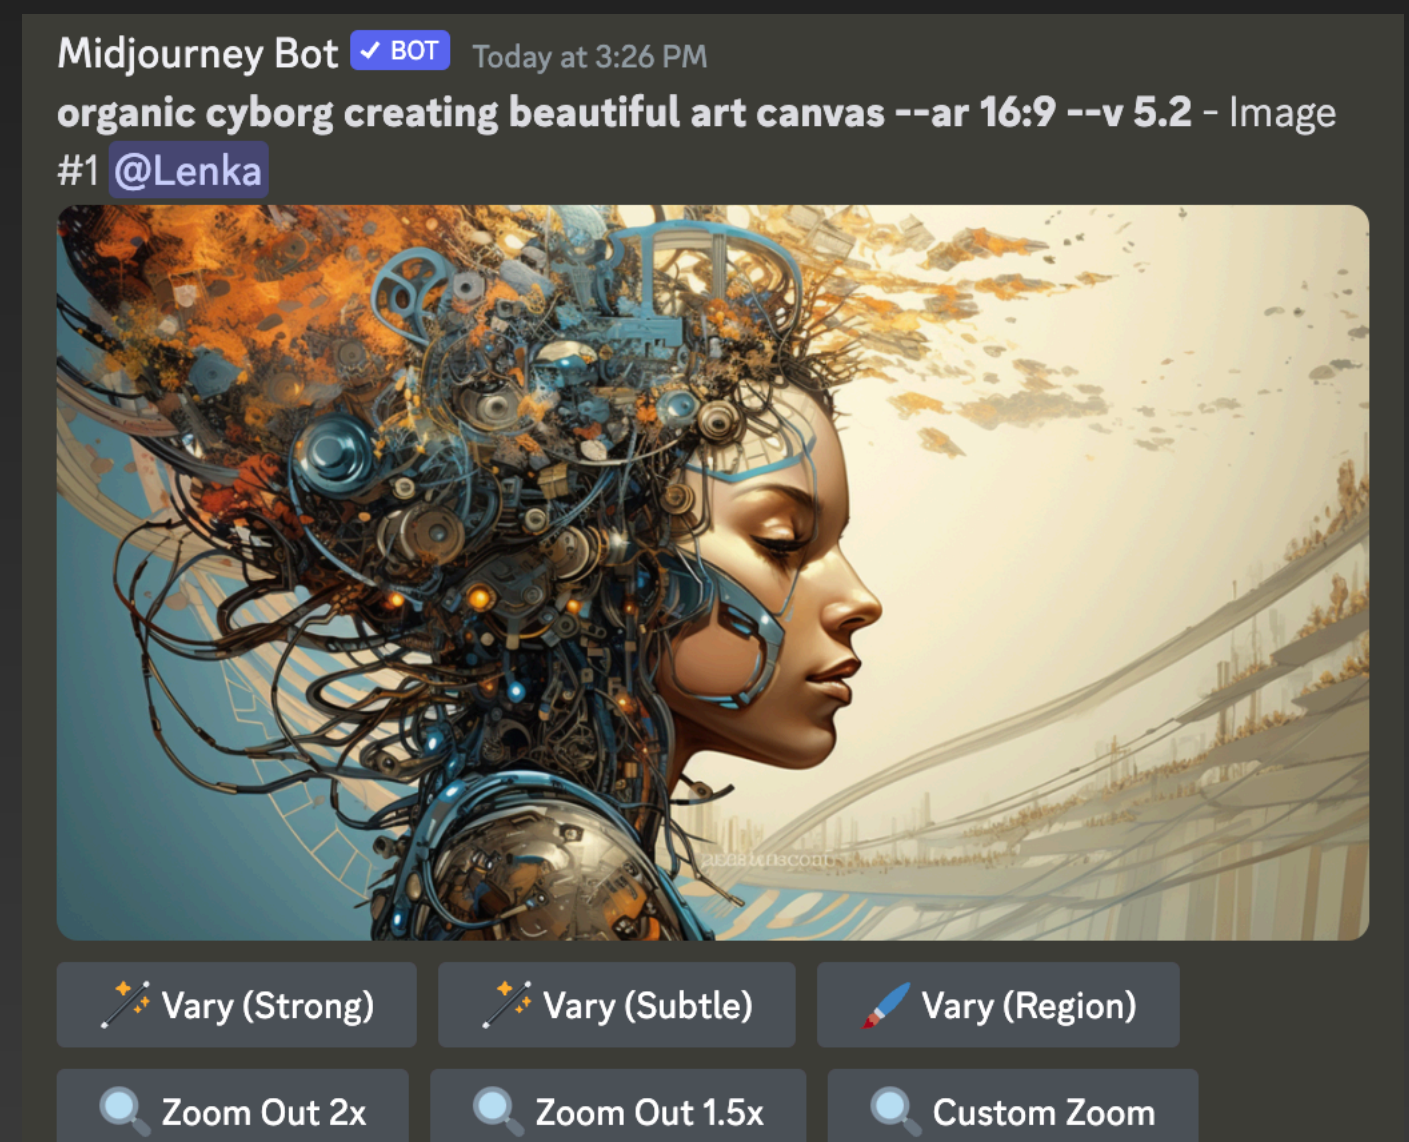 Midjourney Bot ✓ BOT Today at 3:26 PM
organic cyborg creating beautiful art canvas --ar 16:9 --v 5.2 - Image
#1 @Lenka
Vary (Strong) Vary (Subtle) Vary (Region)
Zoom Out 2x Zoom Out 1.5x Custom Zoom